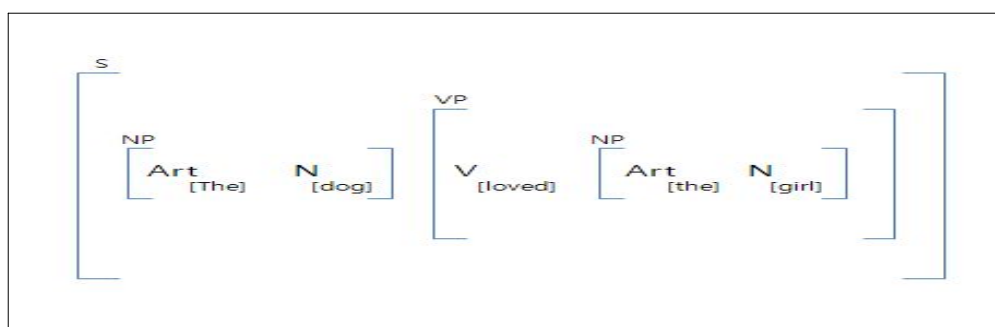 S
VP
NP NP
Art N V Art N
[The] [dog] [loved] [the] [girl]